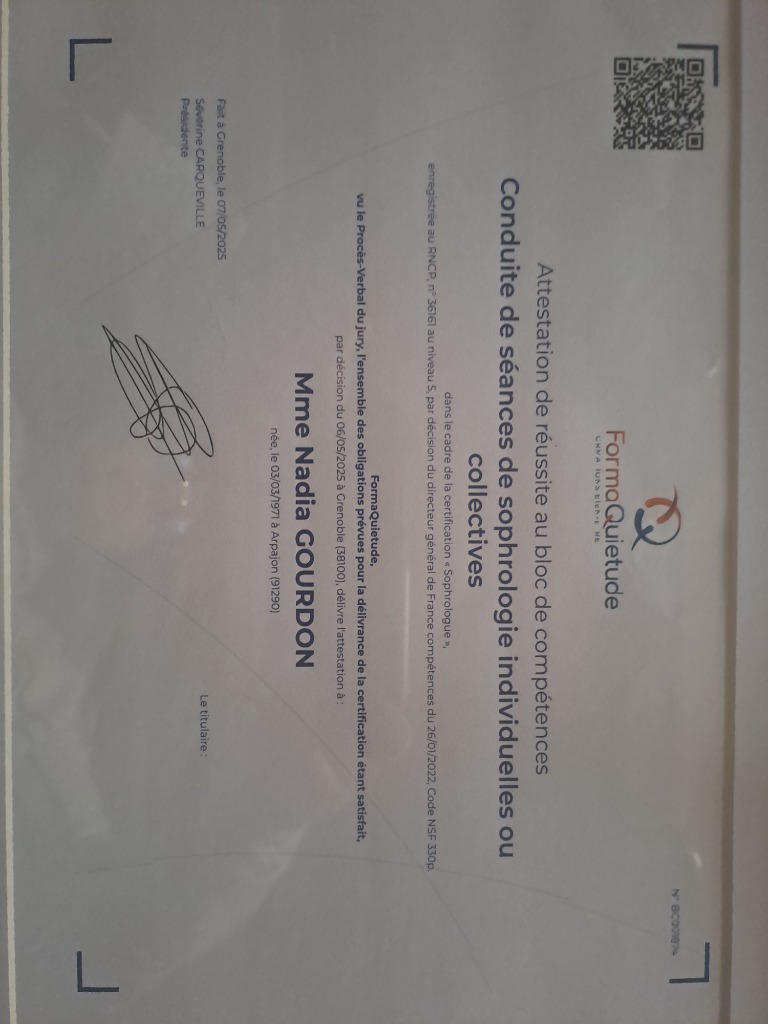 FormaQuietude
Attestation de réussite au bloc de compétences
Conduite de séances de sophrologie individuelles ou
collectives
dans le cadre de la certification « Sophrologue »,
enregistrée au RNCP, n° 36161 au niveau 5, par décision du directeur général de France compétences du 26/01/2022, Code NSF 330p.
FormaQuietude,
vu le Procès-Verbal du jury, l'ensemble des obligations prévues pour la délivrance de la certification étant satisfait,
par décision du 06/05/2025 à Grenoble (38100), délivre l'attestation à :
Mme Nadia GOURDON
née, le 03/03/1971 à Arpajon (91290)
Fait à Grenoble, le 07/05/2025
Séverine CARQUEVILLE
Présidente
Le titulaire :